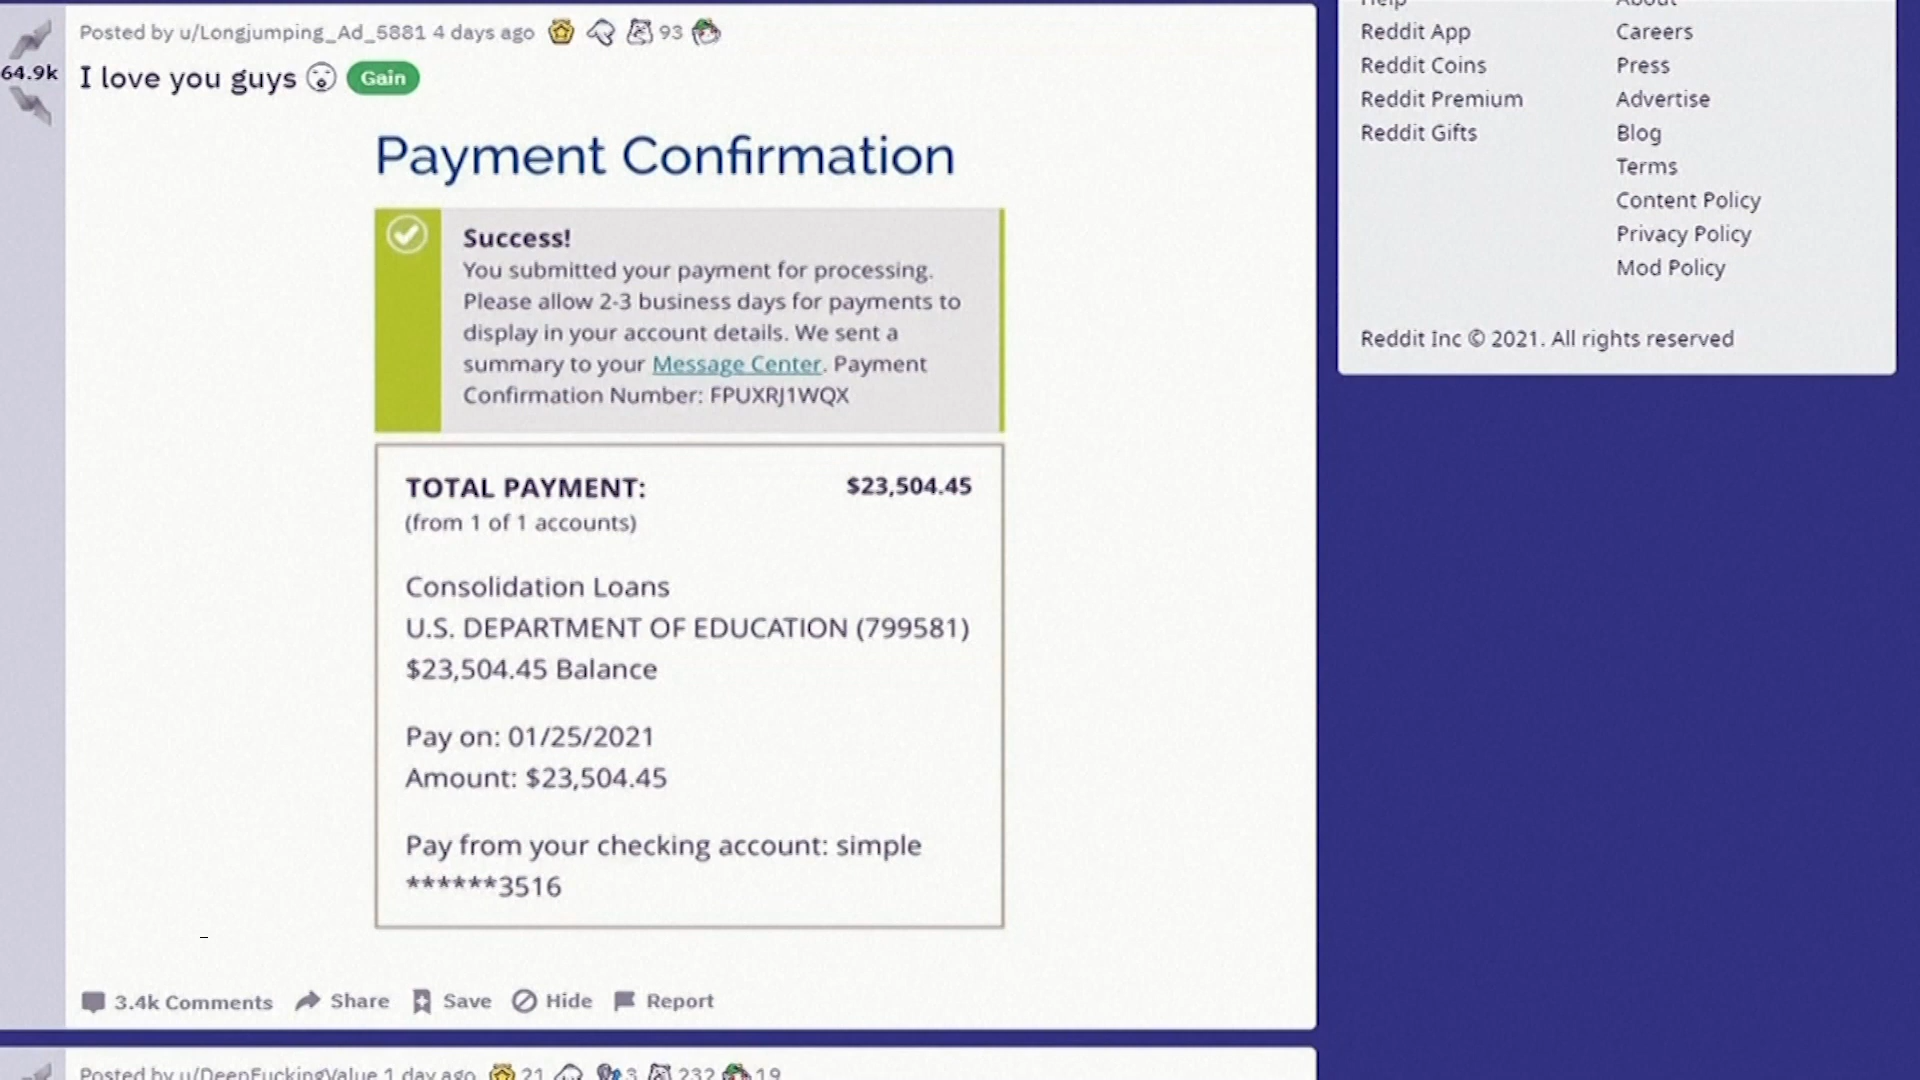 Posted by u/Longjumping_Ad_5881 4 days ago 93
64.9k
I love you guys Gain
Payment Confirmation
Success!
You submitted your payment for processing.
Please allow 2-3 business days for payments to
display in your account details. We sent a
summary to your Message Center. Payment
Confirmation Number: FPUXRJ1WQX
TOTAL PAYMENT: $23,504.45
(from 1 of 1 accounts)
Consolidation Loans
U.S. DEPARTMENT OF EDUCATION (799581)
$23,504.45 Balance
Pay on: 01/25/2021
Amount: $23,504.45
Pay from your checking account: simple
******3516
3.4k Comments Share Save Hide Report
Posted by u/DeepFuckingValue 1 day ago 21 3 232 19
Help
Reddit App
Reddit Coins
Reddit Premium
Reddit Gifts
About
Careers
Press
Advertise
Blog
Terms
Content Policy
Privacy Policy
Mod Policy
Reddit Inc © 2021. All rights reserved